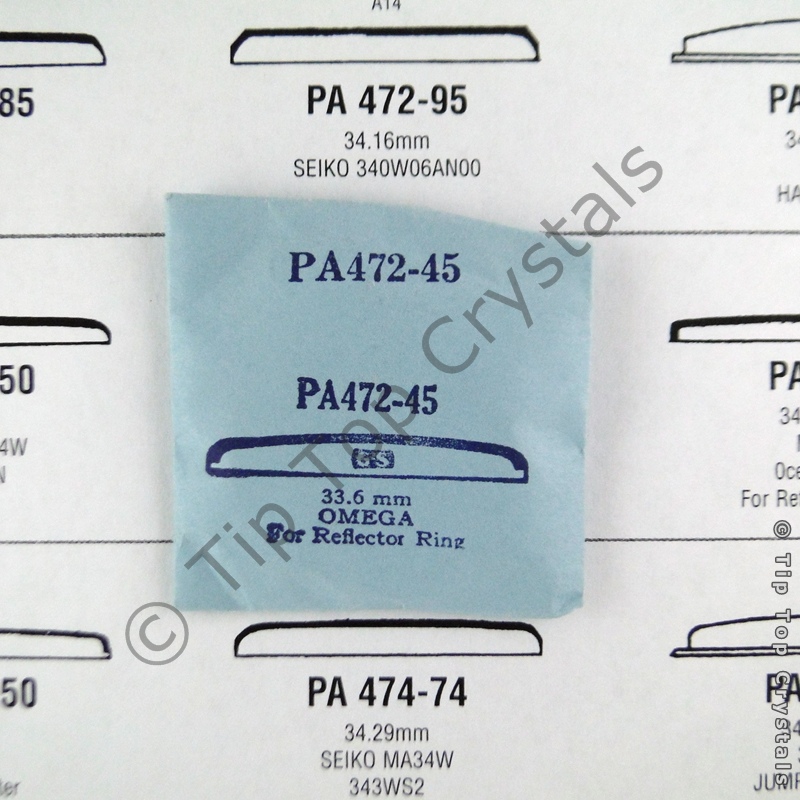 A14
85
PA 472-95
PA
34.16mm
SEIKO 340W06AN00
HA
PA472-45
PA472-45
GS
33.6 mm
OMEGA
For Reflector Ring
50
4W
N
PA
34
Oce
For Ref
50
PA 474-74
PA
34.29mm
SEIKO MA34W
343WS2
JUMP
© Tip Top Crystals
© Tip Top Crystals